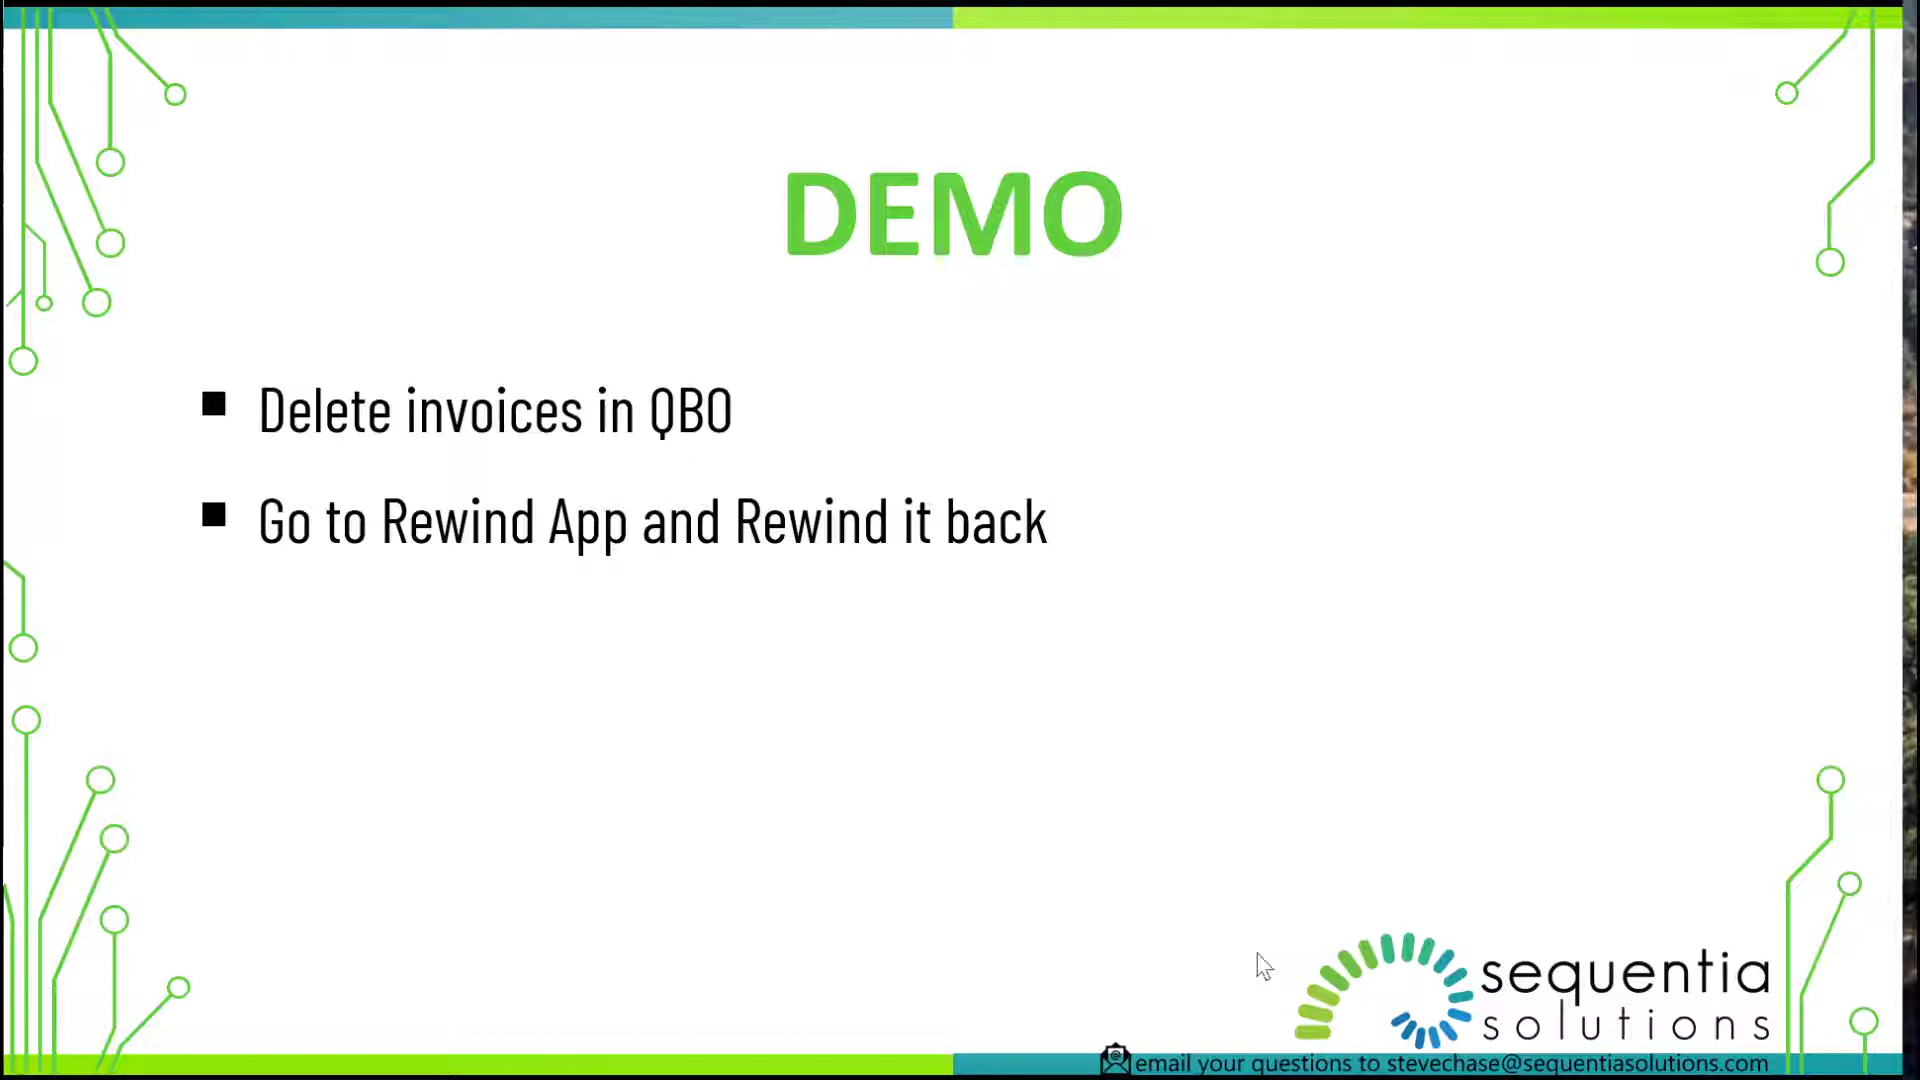 DEMO
Delete invoices in QBO
Go to Rewind App and Rewind it back
sequentia
solutions
email your questions to stevechase@sequentiasolutions.com